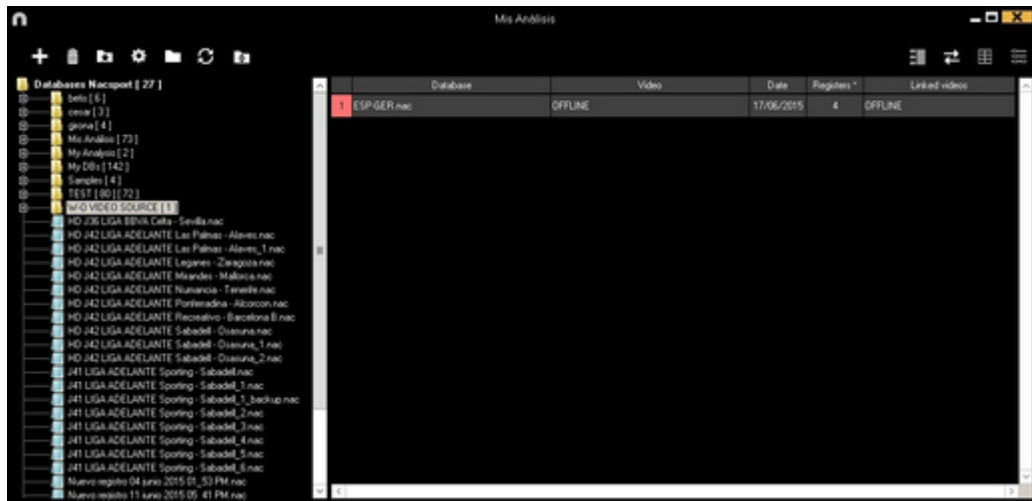 Mis Análisis
Databases Nacsport [ 27 ]
betis [ 6 ]
cesar [ 3 ]
girona [ 4 ]
Mis Análisis [ 73 ]
My Analysis [ 2 ]
My DBs [ 142 ]
Samples [ 4 ]
TEST [ 80 ] [ 72 ]
W-O VIDEO SOURCE [ 1 ]
HD J36 LIGA BBVA Celta - Sevilla.nac
HD J42 LIGA ADELANTE Las Palmas - Alaves.nac
HD J42 LIGA ADELANTE Las Palmas - Alaves_1.nac
HD J42 LIGA ADELANTE Leganes - Zaragoza.nac
HD J42 LIGA ADELANTE Mirandes - Mallorca.nac
HD J42 LIGA ADELANTE Numancia - Tenerife.nac
HD J42 LIGA ADELANTE Ponferradina - Alcorcon.nac
HD J42 LIGA ADELANTE Recreativo - Barcelona B.nac
HD J42 LIGA ADELANTE Sabadell - Osasuna.nac
HD J42 LIGA ADELANTE Sabadell - Osasuna_1.nac
HD J42 LIGA ADELANTE Sabadell - Osasuna_2.nac
J41 LIGA ADELANTE Sporting - Sabadell.nac
J41 LIGA ADELANTE Sporting - Sabadell_1.nac
J41 LIGA ADELANTE Sporting - Sabadell_1_backup.nac
J41 LIGA ADELANTE Sporting - Sabadell_2.nac
J41 LIGA ADELANTE Sporting - Sabadell_3.nac
J41 LIGA ADELANTE Sporting - Sabadell_4.nac
J41 LIGA ADELANTE Sporting - Sabadell_5.nac
J41 LIGA ADELANTE Sporting - Sabadell_6.nac
Nuevo registro 04 junio 2015 01_53 PM.nac
Nuevo registro 11 junio 2015 05_41 PM.nac
Database Video Date Registers * Linked videos
1 ESP-GER.nac OFFLINE 17/06/2015 4 OFFLINE